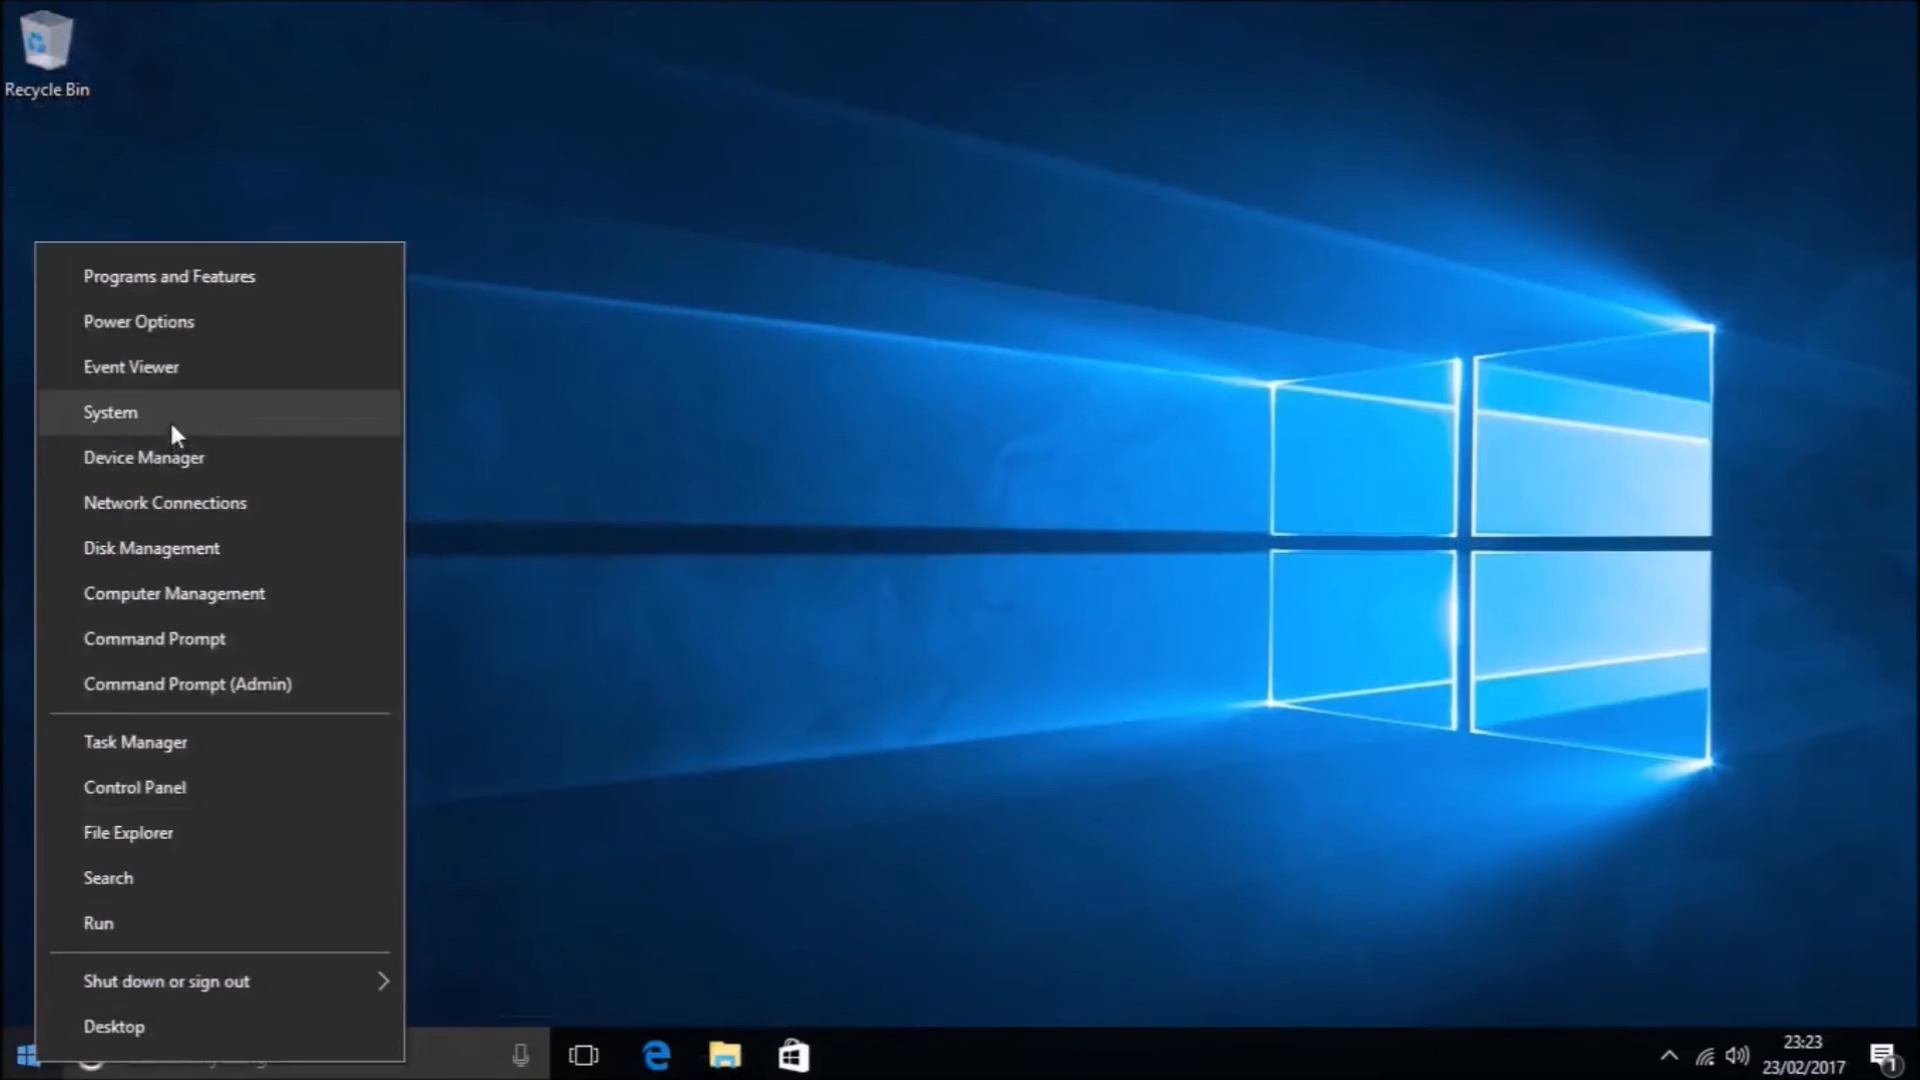 Recycle Bin
Programs and Features
Power Options
Event Viewer
System
Device Manager
Network Connections
Disk Management
Computer Management
Command Prompt
Command Prompt (Admin)
Task Manager
Control Panel
File Explorer
Search
Run
Shut down or sign out
Desktop
23:23
23/02/2017
1